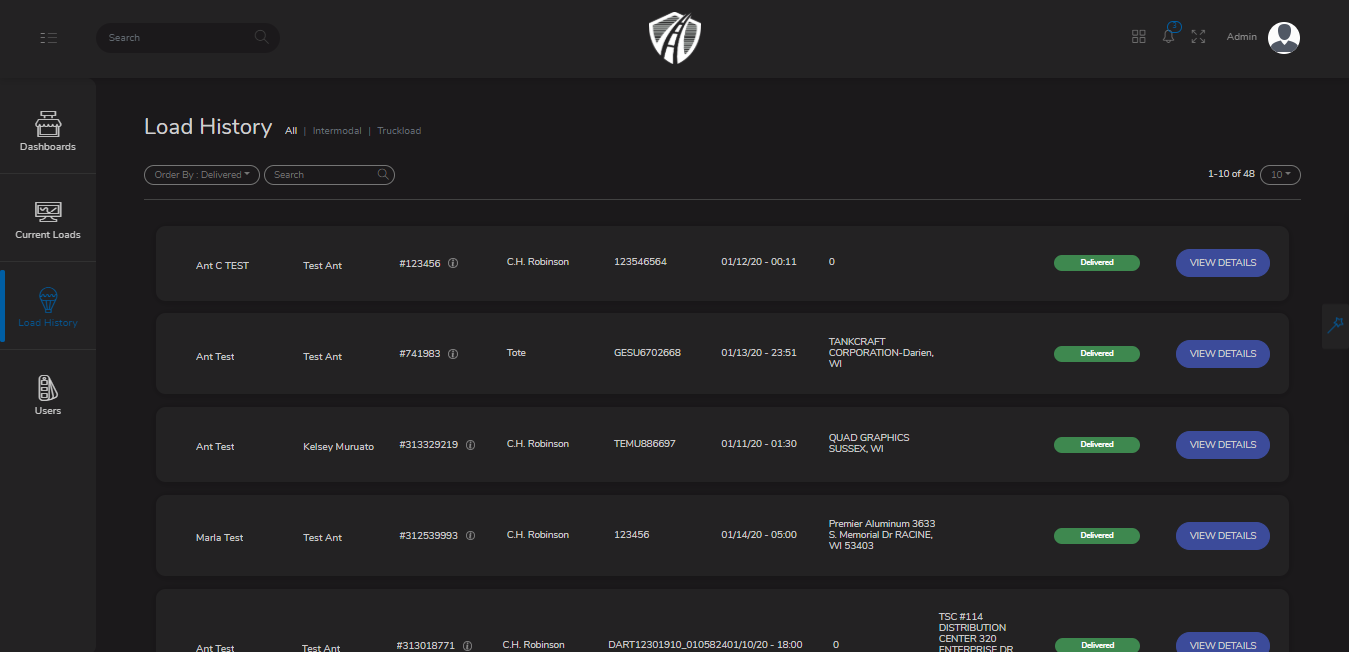 Search
3
Admin
Dashboards
Current Loads
Load History
Users
Load History All | Intermodal | Truckload
Order By : Delivered
Search
1-10 of 48
10
Ant C TEST
Test Ant
#123456
C.H. Robinson
123546564
01/12/20 - 00:11
0
Delivered
VIEW DETAILS
Ant Test
Test Ant
#741983
Tote
GESU6702668
01/13/20 - 23:51
TANKCRAFT
CORPORATION-Darien,
WI
Delivered
VIEW DETAILS
Ant Test
Kelsey Muruato
#313329219
C.H. Robinson
TEMU886697
01/11/20 - 01:30
QUAD GRAPHICS
SUSSEX, WI
Delivered
VIEW DETAILS
Marla Test
Test Ant
#312539993
C.H. Robinson
123456
01/14/20 - 05:00
Premier Aluminum 3633
S. Memorial Dr RACINE,
WI 53403
Delivered
VIEW DETAILS
Ant Test
Test Ant
#313018771
C.H. Robinson
DART12301910_010582401/10/20 - 18:00
0
TSC #114
DISTRIBUTION
CENTER 320
ENTERPRISE DR
Delivered
VIEW DETAILS